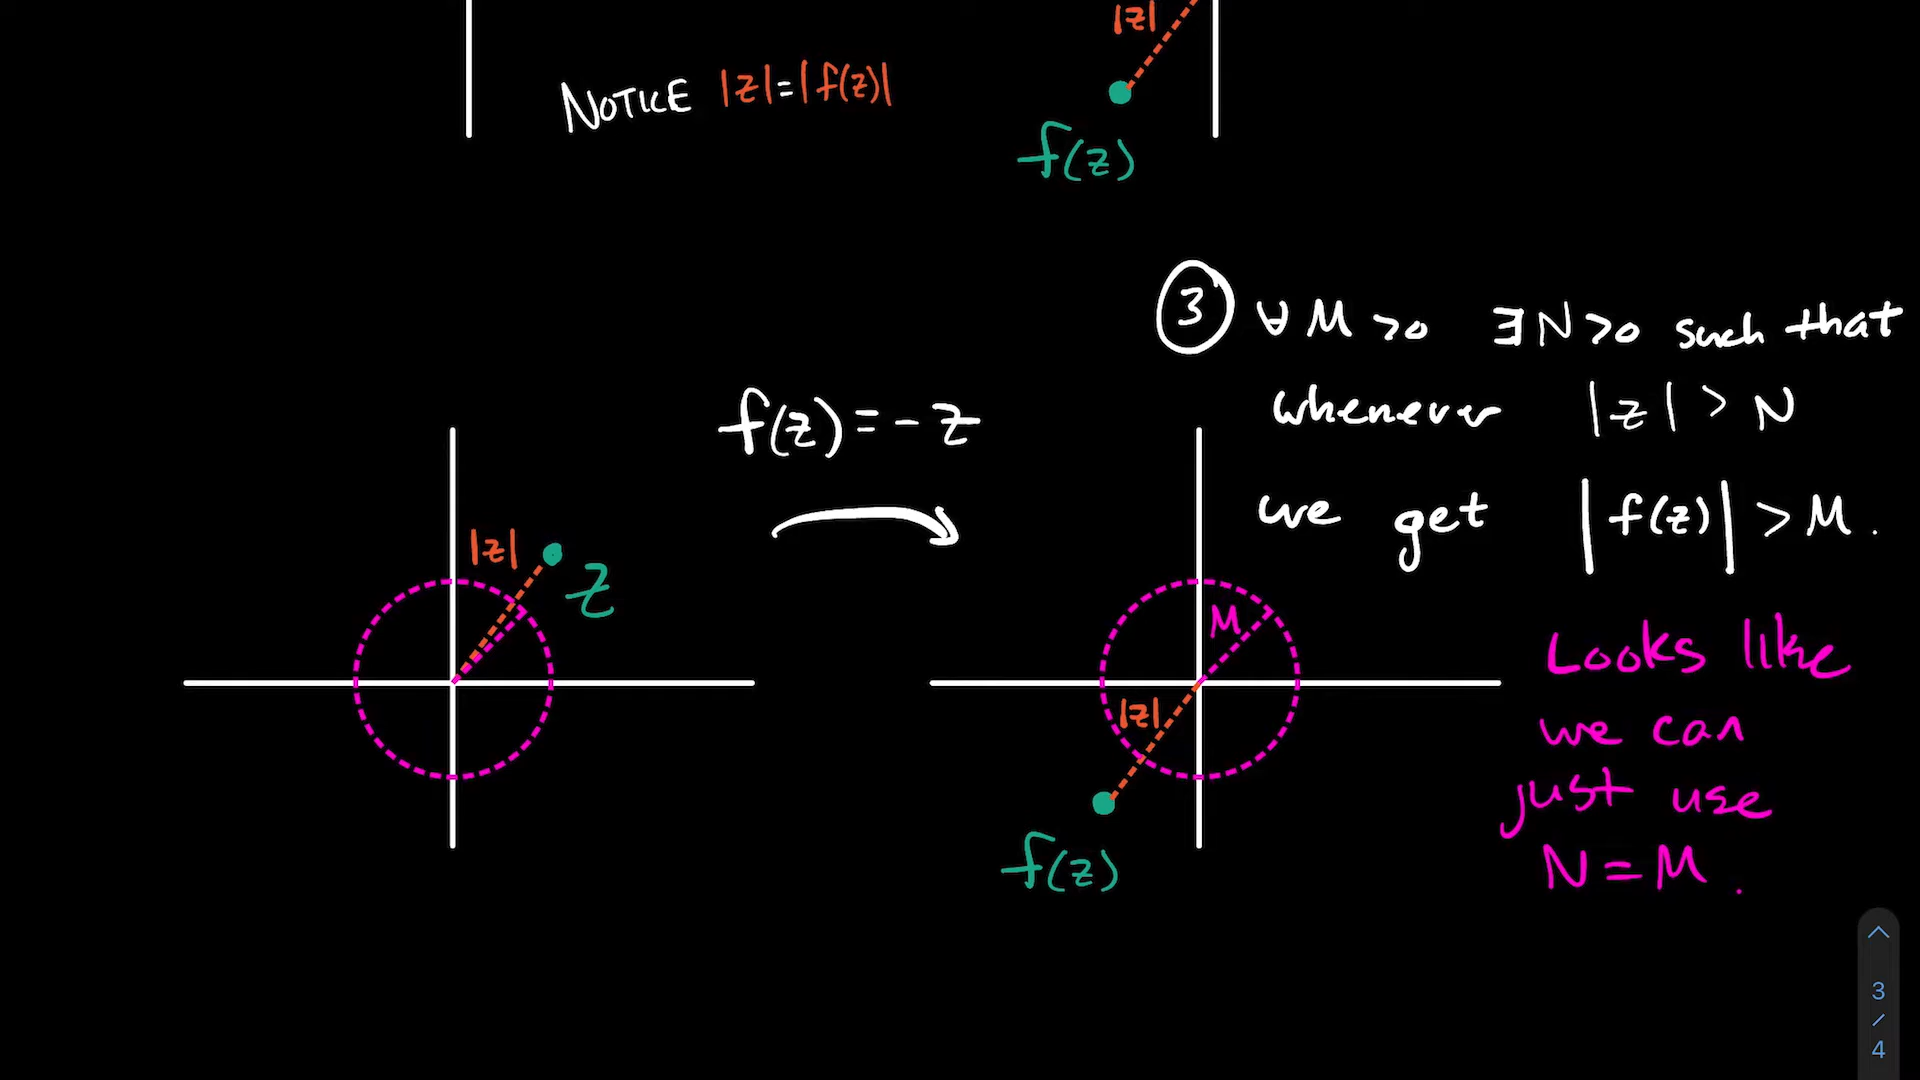 |z|
NOTICE |z|=|f(z)|
f(z)
③ ∀ M >0 ∃ N >0 such that
whenever |z| > N
f(z) = - z
we get |f(z)| > M.
|z|
z
M
Looks like
we can
just use
N = M.
|z|
f(z)
3
/
4